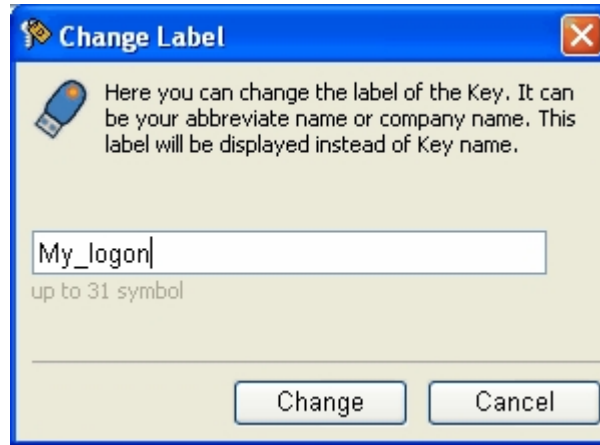 Change Label
Here you can change the label of the Key. It can
be your abbreviate name or company name. This
label will be displayed instead of Key name.
My_logon
up to 31 symbol
Change
Cancel